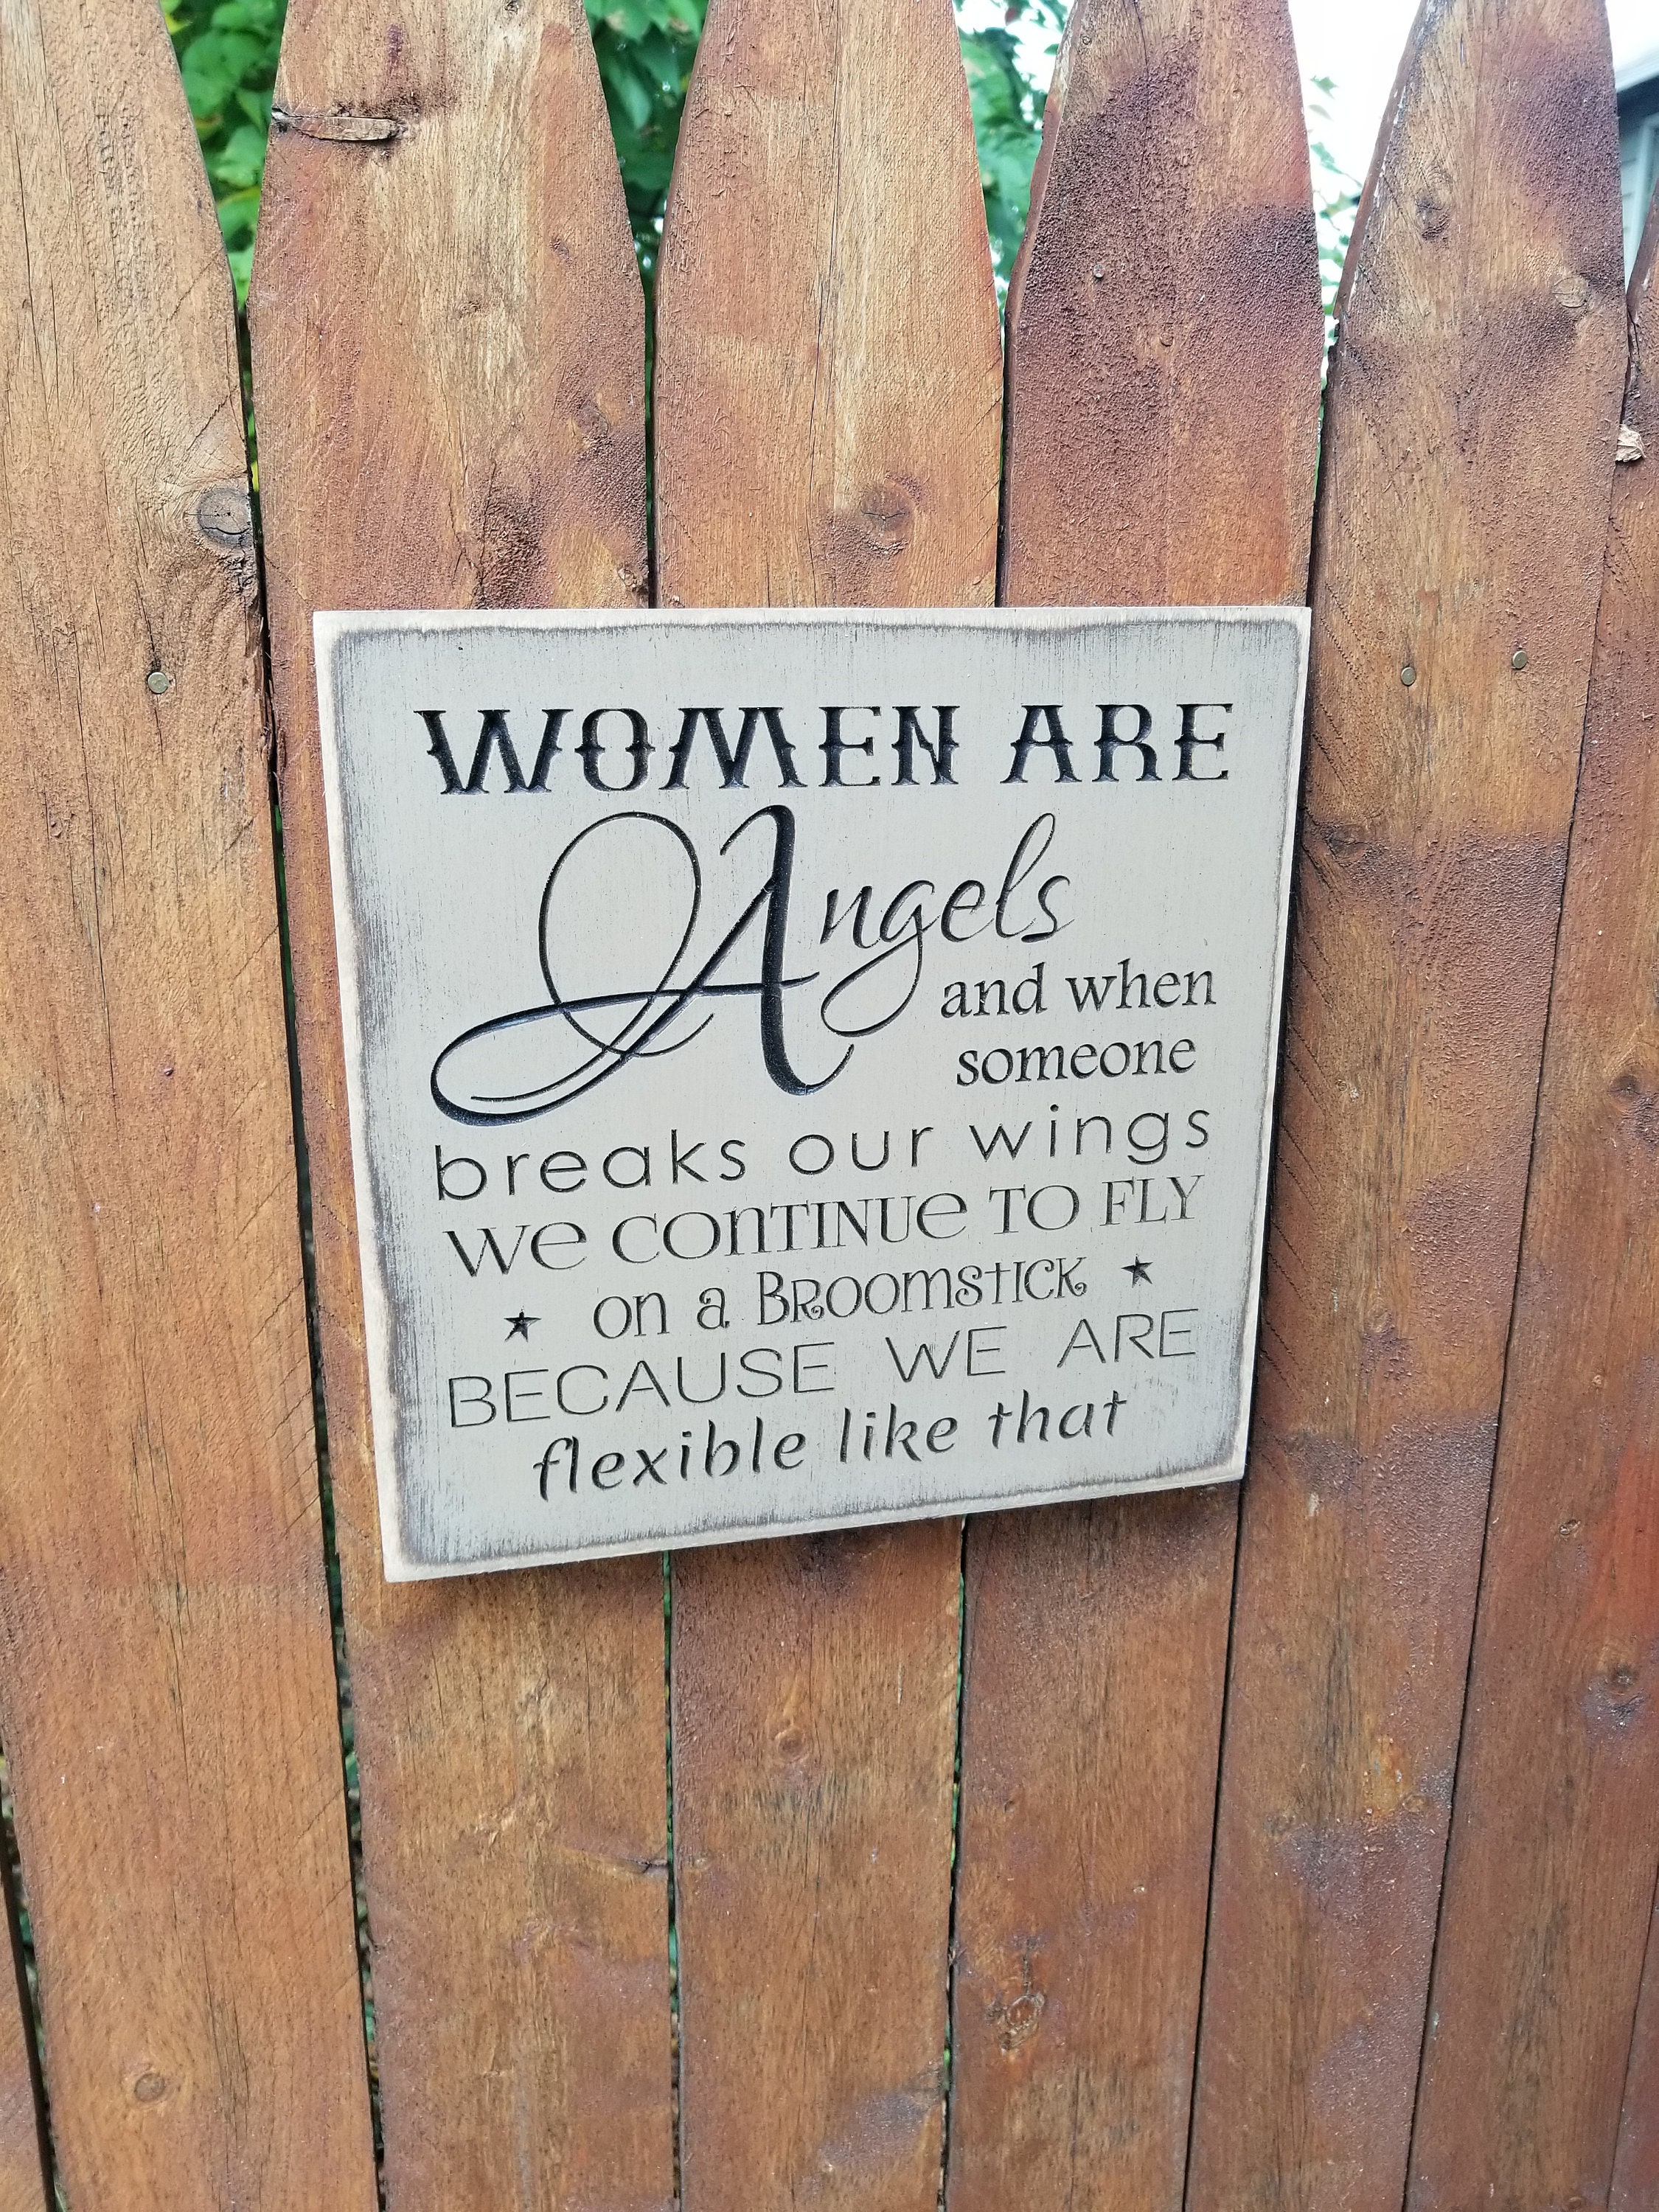 WOMEN ARE
Angels
and when
someone
breaks our wings
We CONTINUe TO FLY
on a BROOMSTICK
BECAUSE WE ARE
flexible like that